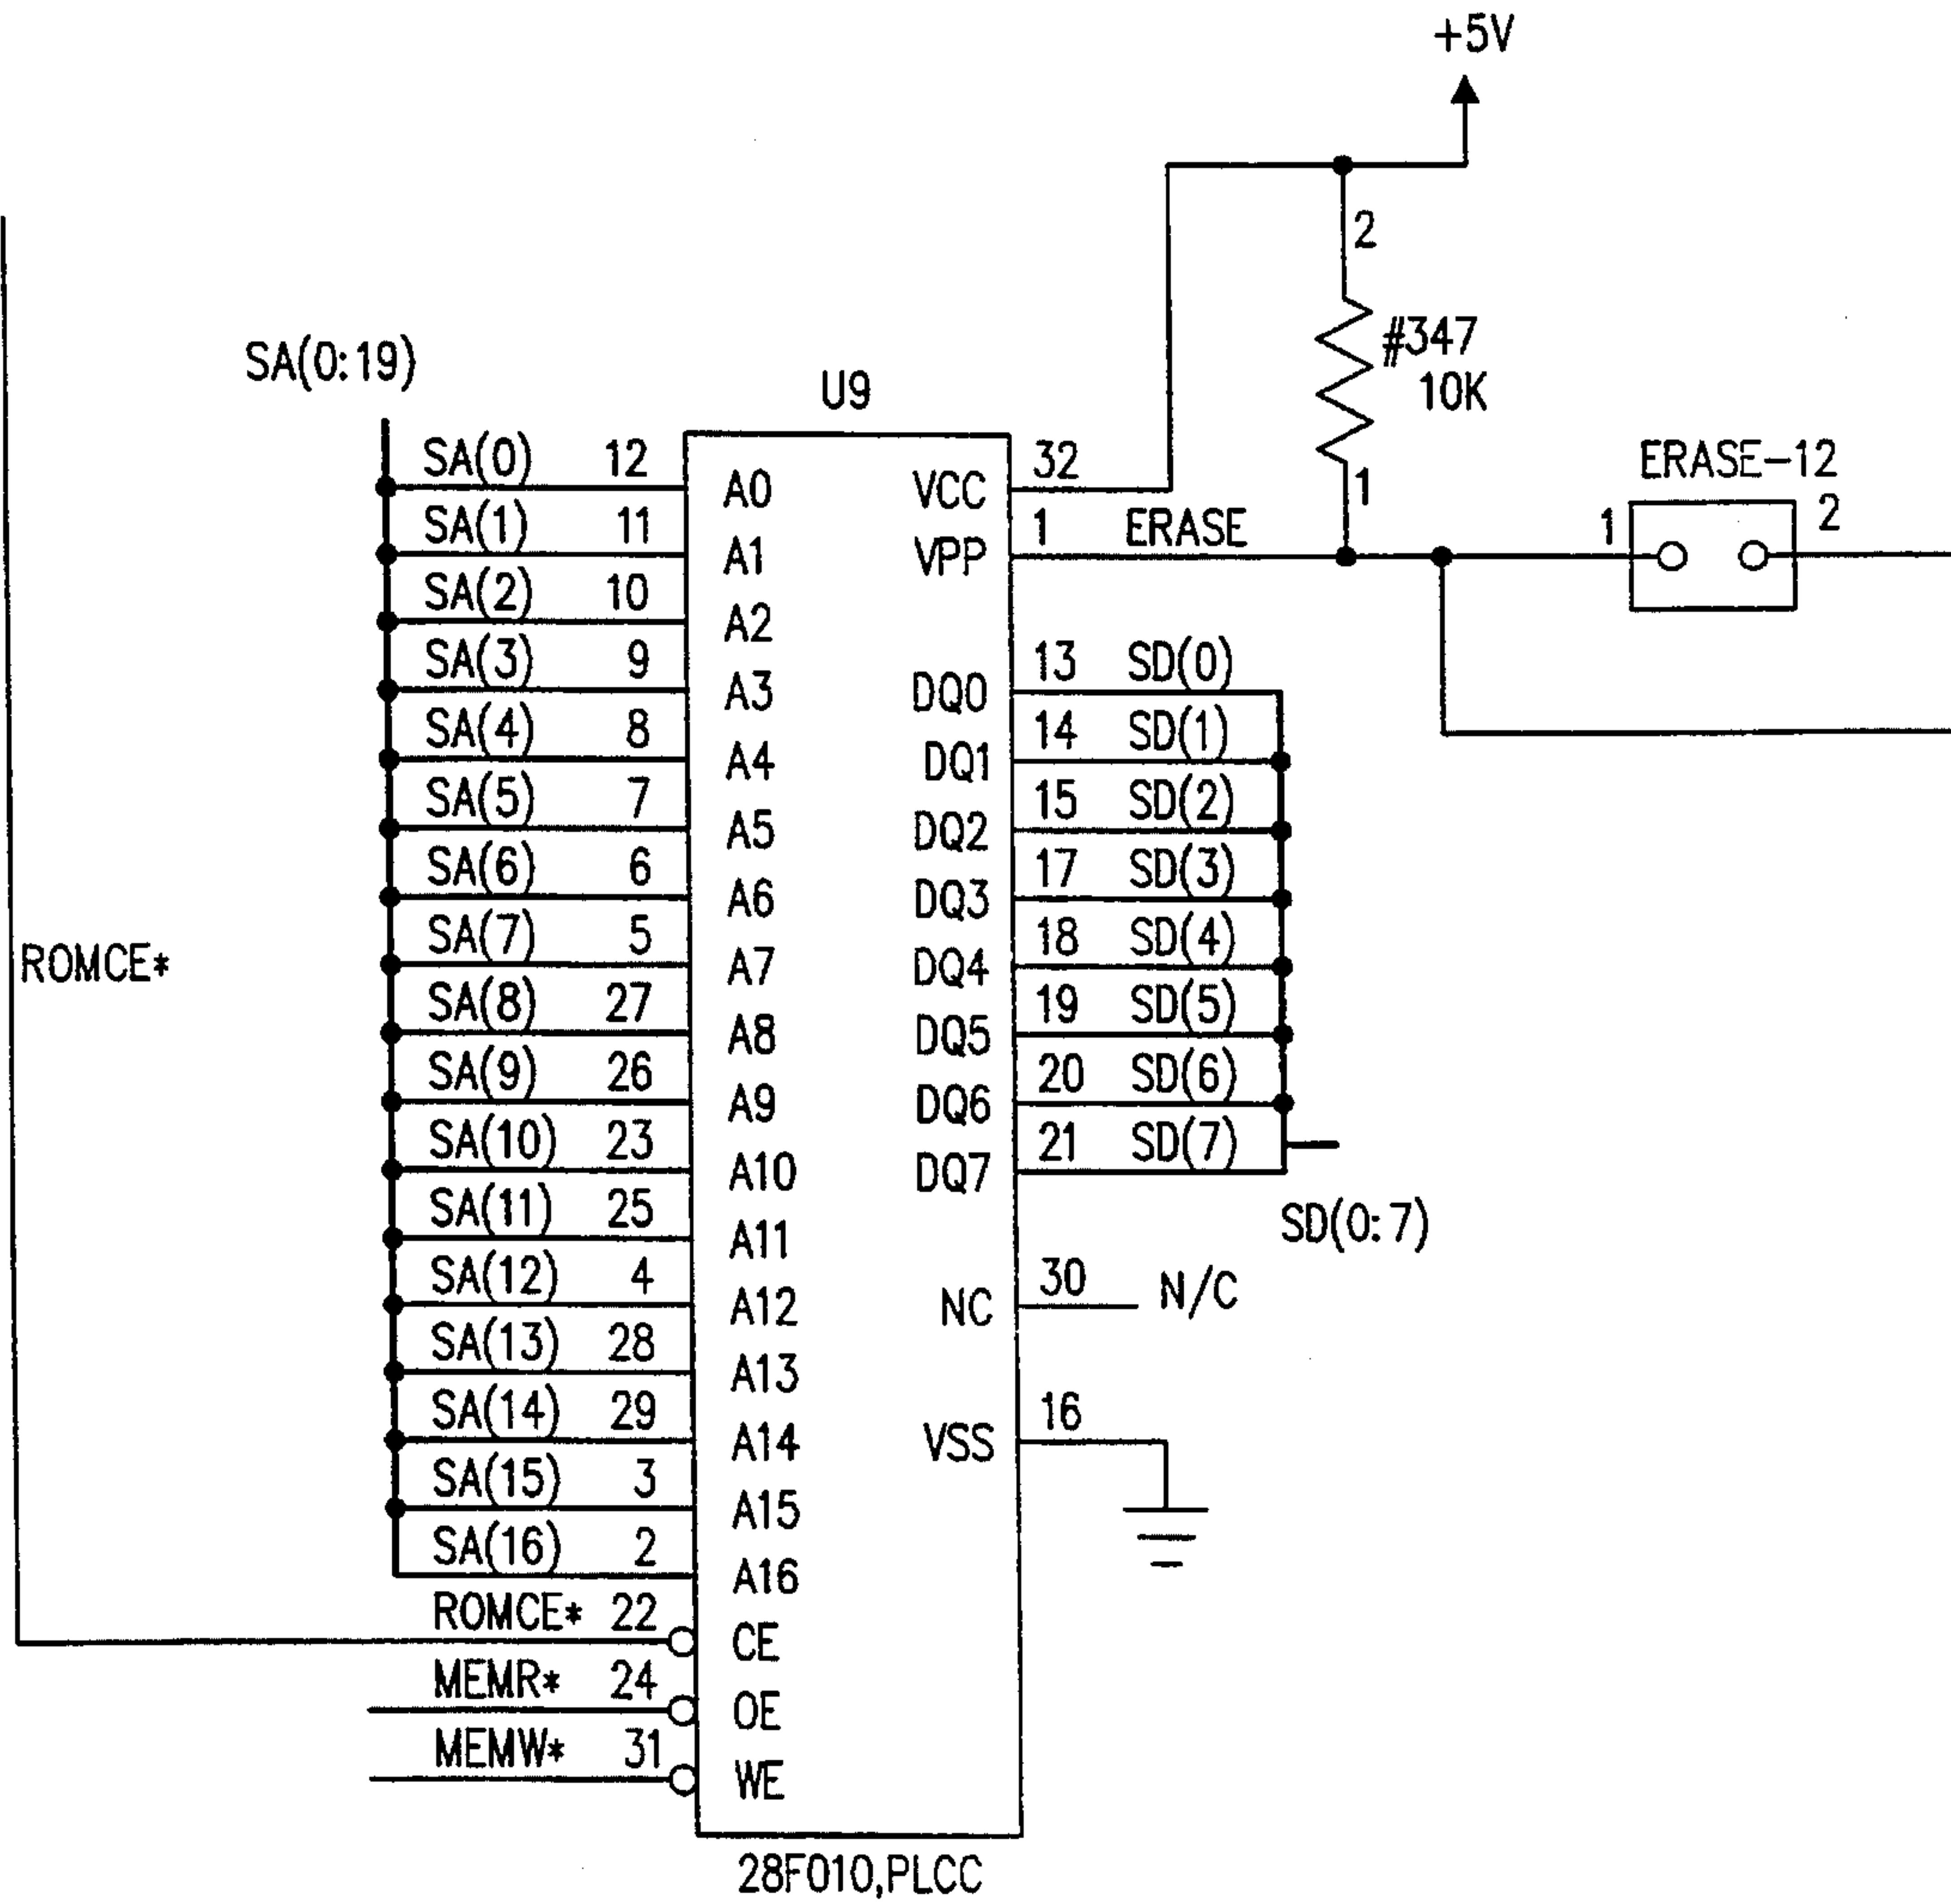 +5V
2
#347
10K
1
SA(0:19)
U9
ERASE-12
1
2
SA(0) 12 A0 VCC 32
SA(1) 11 A1 VPP 1 ERASE
SA(2) 10 A2
SA(3) 9 A3 DQ0 13 SD(0)
SA(4) 8 A4 DQ1 14 SD(1)
SA(5) 7 A5 DQ2 15 SD(2)
SA(6) 6 A6 DQ3 17 SD(3)
ROMCE*
SA(7) 5 A7 DQ4 18 SD(4)
SA(8) 27 A8 DQ5 19 SD(5)
SA(9) 26 A9 DQ6 20 SD(6)
SA(10) 23 A10 DQ7 21 SD(7)
SD(0:7)
SA(11) 25 A11
SA(12) 4 A12 NC 30 N/C
SA(13) 28 A13
SA(14) 29 A14 VSS 16
SA(15) 3 A15
SA(16) 2 A16
ROMCE* 22 CE
MEMR* 24 OE
MEMW* 31 WE
28F010,PLCC